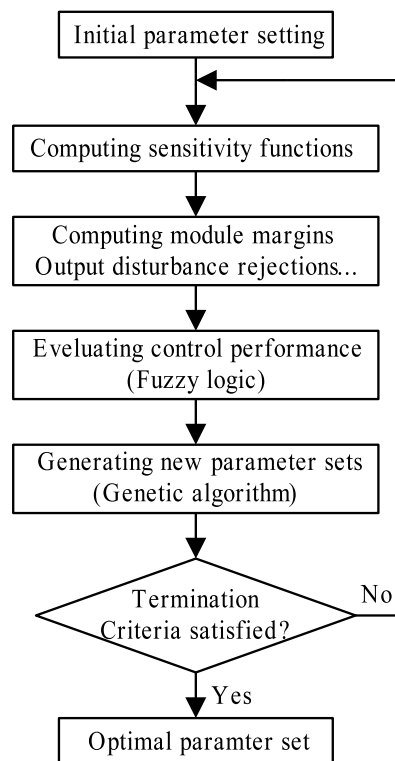 Initial parameter setting
Computing sensitivity functions
Computing module margins
Output disturbance rejections...
Eveluating control performance
(Fuzzy logic)
Generating new parameter sets
(Genetic algorithm)
Termination
Criteria satisfied?
No
Yes
Optimal paramter set